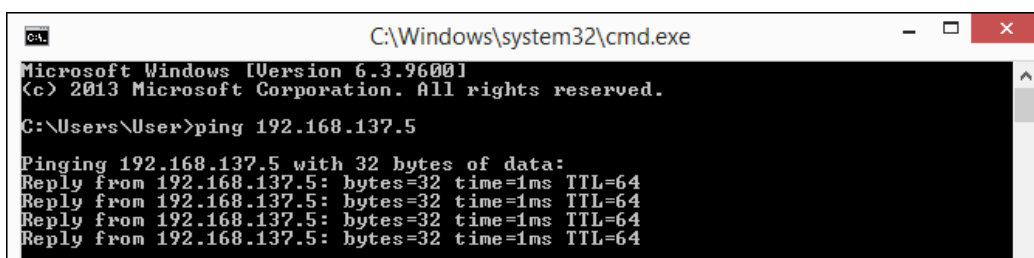 C:\Windows\system32\cmd.exe
Microsoft Windows [Version 6.3.9600]
(c) 2013 Microsoft Corporation. All rights reserved.
C:\Users\User>ping 192.168.137.5
Pinging 192.168.137.5 with 32 bytes of data:
Reply from 192.168.137.5: bytes=32 time=1ms TTL=64
Reply from 192.168.137.5: bytes=32 time=1ms TTL=64
Reply from 192.168.137.5: bytes=32 time=1ms TTL=64
Reply from 192.168.137.5: bytes=32 time=1ms TTL=64